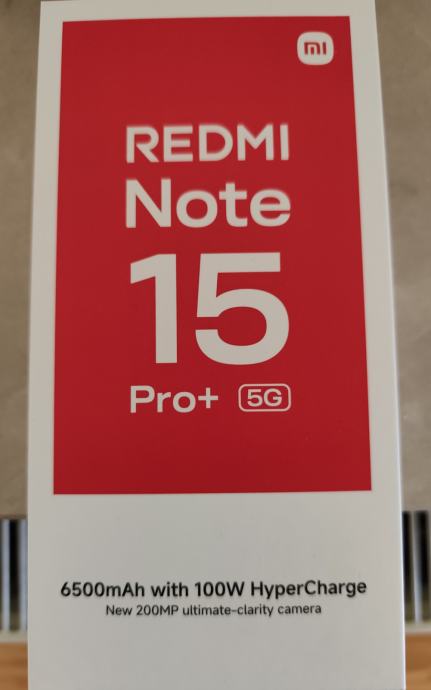 mi
REDMI
Note
15
Pro+ 5G
6500mAh with 100W HyperCharge
New 200MP ultimate-clarity camera